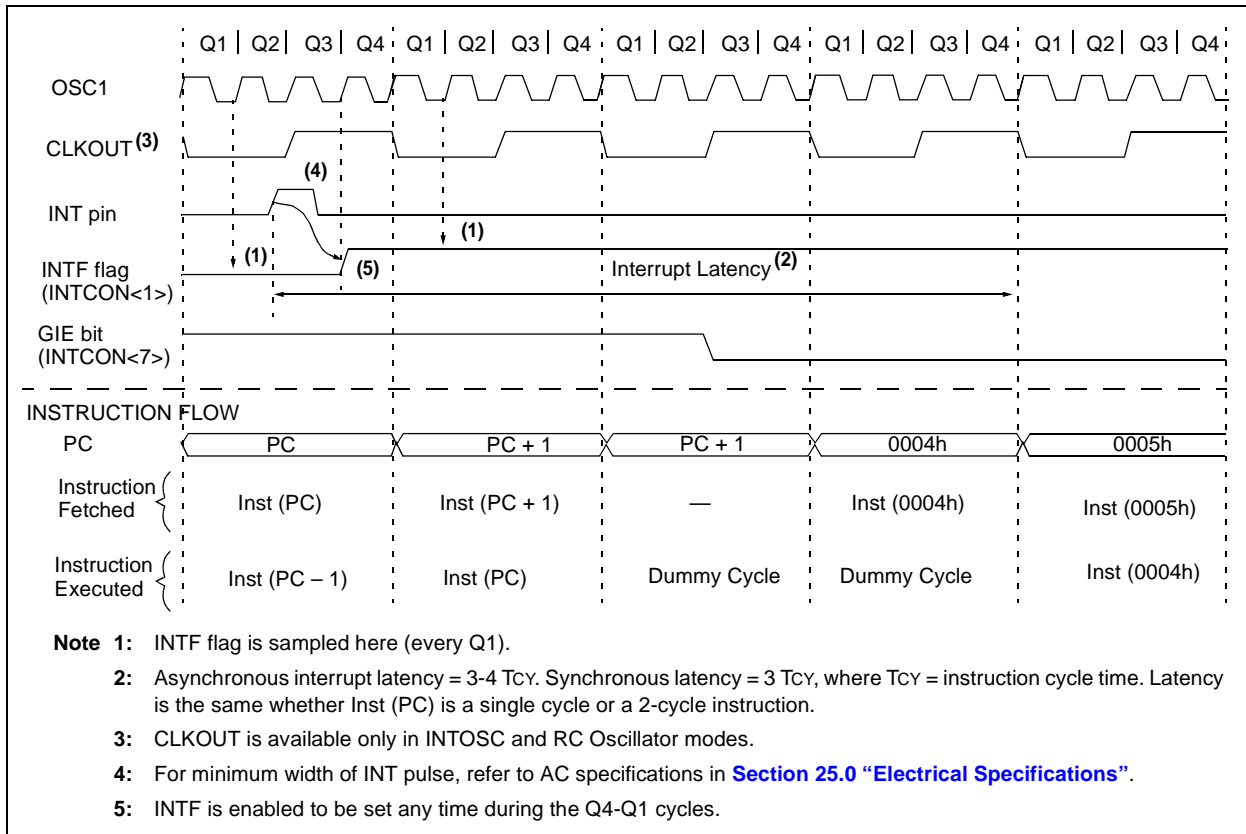 Q1 Q2 Q3 Q4 Q1 Q2 Q3 Q4 Q1 Q2 Q3 Q4 Q1 Q2 Q3 Q4 Q1 Q2 Q3 Q4
OSC1
CLKOUT (3)
(4)
INT pin
(1)
(1)
INTF flag
(INTCON<1>)
(5)
Interrupt Latency (2)
GIE bit
(INTCON<7>)
INSTRUCTION FLOW
PC PC PC + 1 PC + 1 0004h 0005h
Instruction
Fetched
Inst (PC) Inst (PC + 1) — Inst (0004h) Inst (0005h)
Instruction
Executed
Inst (PC – 1) Inst (PC) Dummy Cycle Dummy Cycle Inst (0004h)
Note 1: INTF flag is sampled here (every Q1).
2: Asynchronous interrupt latency = 3-4 TCY. Synchronous latency = 3 TCY, where TCY = instruction cycle time. Latency
is the same whether Inst (PC) is a single cycle or a 2-cycle instruction.
3: CLKOUT is available only in INTOSC and RC Oscillator modes.
4: For minimum width of INT pulse, refer to AC specifications in Section 25.0 “Electrical Specifications”.
5: INTF is enabled to be set any time during the Q4-Q1 cycles.